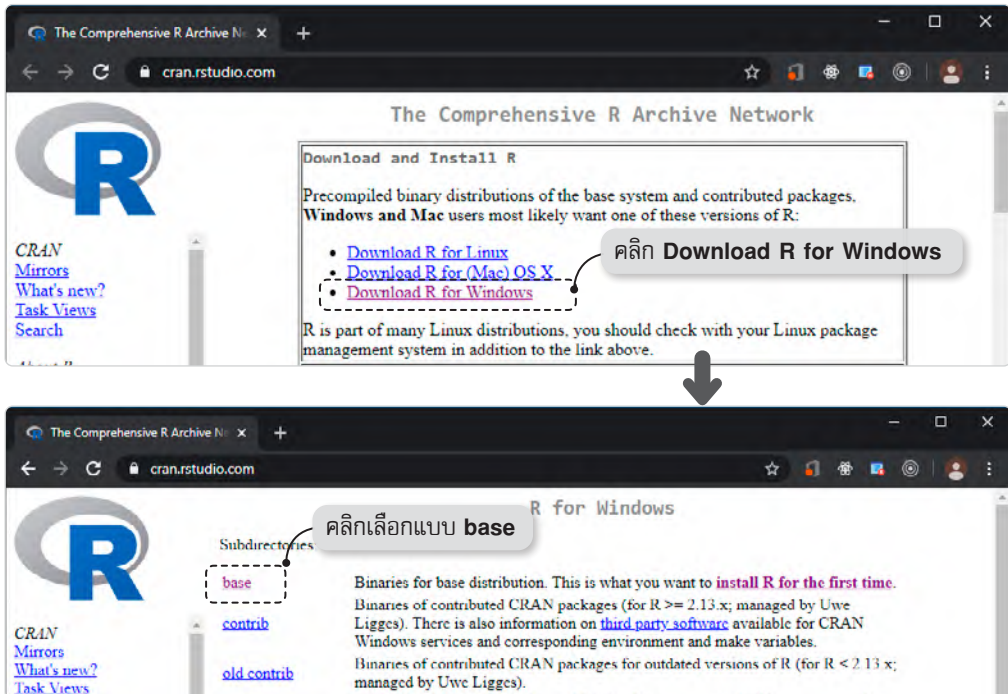 The Comprehensive R Archive N
cran.rstudio.com
R
The Comprehensive R Archive Network
CRAN
Mirrors
What's new?
Task Views
Search
Download and Install R
Precompiled binary distributions of the base system and contributed packages,
Windows and Mac users most likely want one of these versions of R:
• Download R for Linux
• Download R for (Mac) OS X
• Download R for Windows
คลิก Download R for Windows
R is part of many Linux distributions, you should check with your Linux package
management system in addition to the link above.
The Comprehensive R Archive N
cran.rstudio.com
R
R for Windows
CRAN
Mirrors
What's new?
Task Views
Subdirectories
คลิกเลือกแบบ base
base
Binaries for base distribution. This is what you want to install R for the first time.
contrib
Binaries of contributed CRAN packages (for R >= 2.13.x; managed by Uwe
Ligges). There is also information on third party software available for CRAN
Windows services and corresponding environment and make variables.
old contrib
Binaries of contributed CRAN packages for outdated versions of R (for R < 2.13.x;
managed by Uwe Ligges).